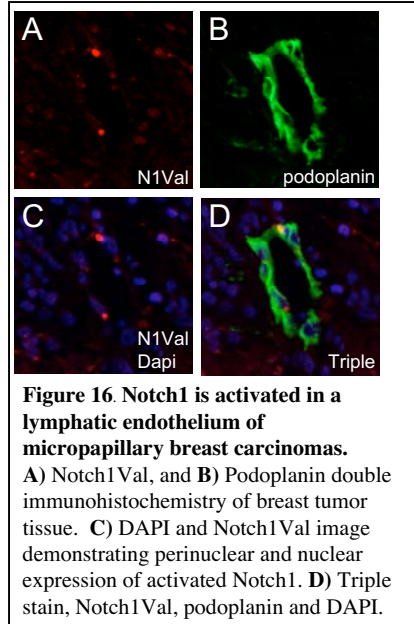 A
B
N1Val
podoplanin
C
D
N1Val
Dapi
Triple
Figure 16. Notch1 is activated in a
lymphatic endothelium of
micropapillary breast carcinomas.
A) Notch1Val, and B) Podoplanin double
immunohistochemistry of breast tumor
tissue. C) DAPI and Notch1Val image
demonstrating perinuclear and nuclear
expression of activated Notch1. D) Triple
stain, Notch1Val, podoplanin and DAPI.